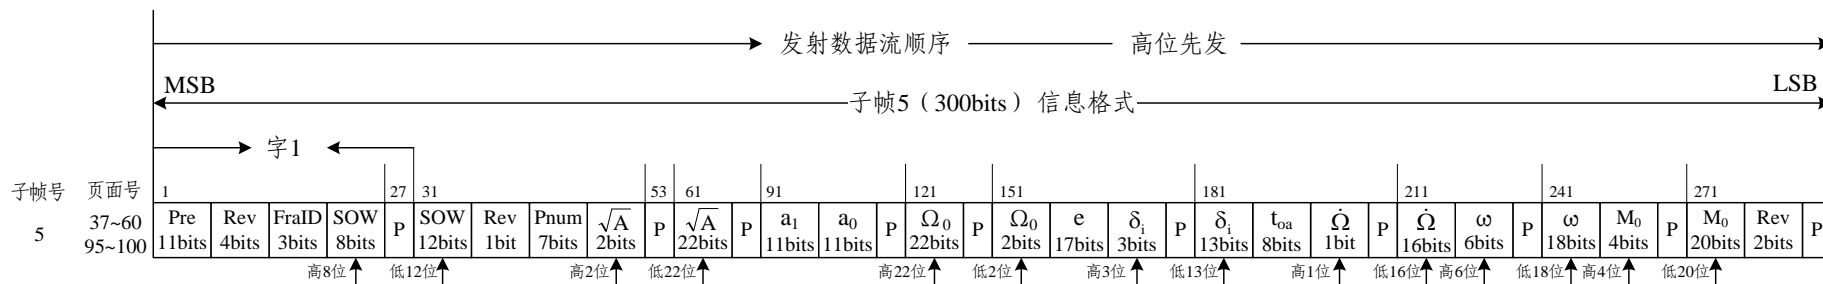 发射数据流顺序 高位先发
MSB LSB
子帧5（300bits）信息格式
字1
子帧号 页面号 1 27 31 53 61 91 121 151 181 211 241 271
Pre Rev FraID SOW P SOW Rev Pnum √A P √A P a₁ a₀ P Ω₀ P Ω₀ e δᵢ P δᵢ tₒₐ Ω̇ P Ω̇ ω P ω M₀ P M₀ Rev P
5 37~60
95~100
11bits 4bits 3bits 8bits 12bits 1bit 7bits 2bits 22bits 11bits 11bits 22bits 2bits 17bits 3bits 13bits 8bits 1bit 16bits 6bits 18bits 4bits 20bits 2bits
高8位 低12位 高2位 低22位 高22位 低2位 高3位 低13位 高1位 低16位 高6位 低18位 高4位 低20位